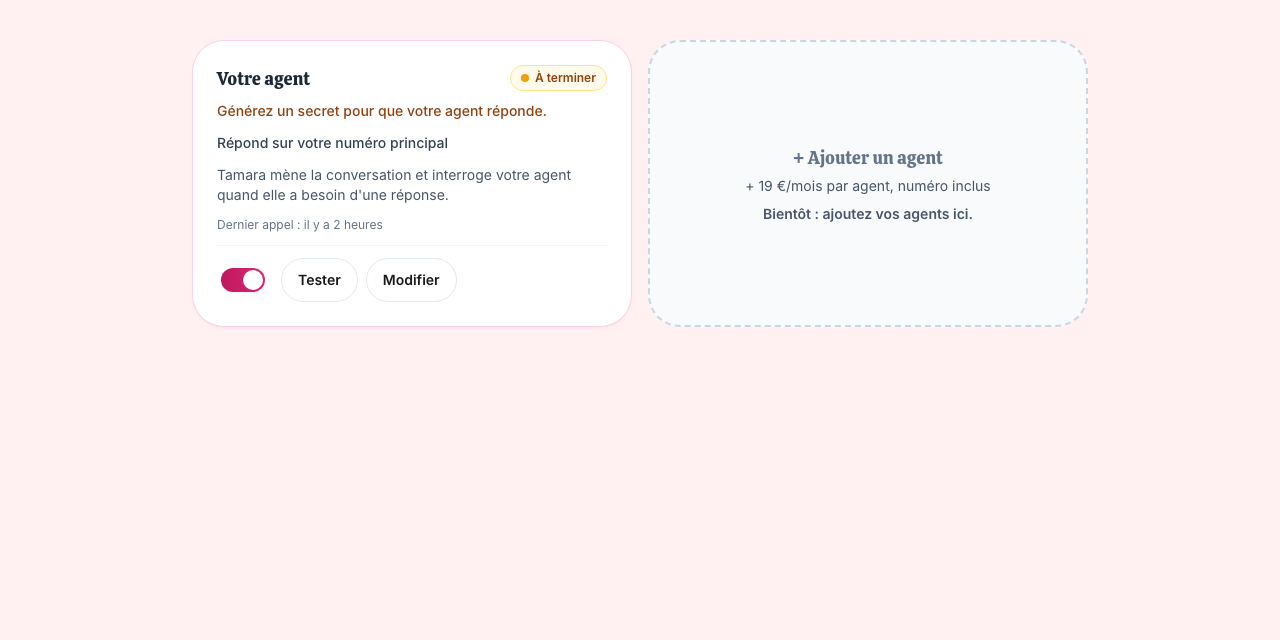 Votre agent
À terminer
Générez un secret pour que votre agent réponde.
Répond sur votre numéro principal
Tamara mène la conversation et interroge votre agent
quand elle a besoin d'une réponse.
Dernier appel : il y a 2 heures
Tester
Modifier
+ Ajouter un agent
+ 19 €/mois par agent, numéro inclus
Bientôt : ajoutez vos agents ici.